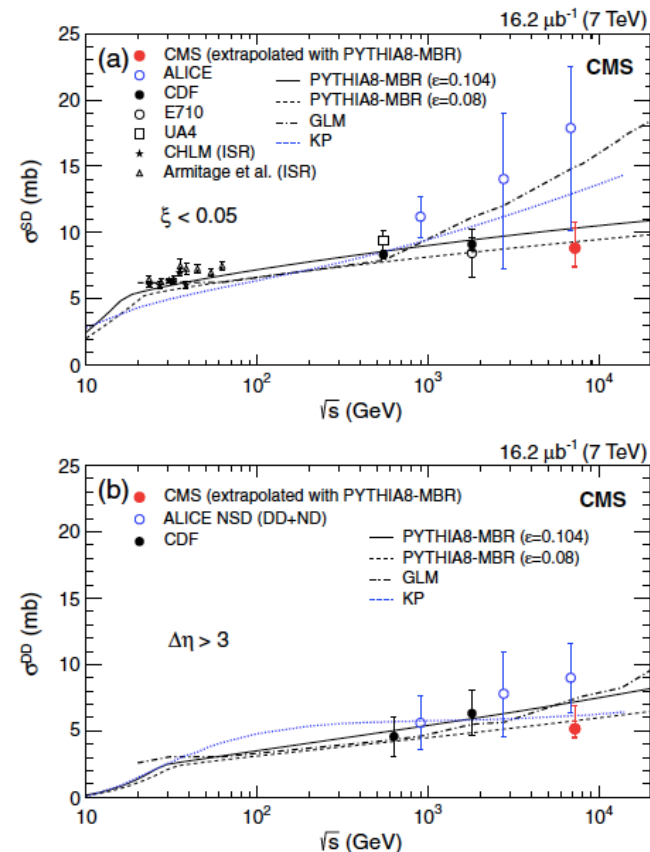 16.2 μb⁻¹ (7 TeV)
(a)
CMS
CMS (extrapolated with PYTHIA8-MBR)
ALICE
CDF
E710
UA4
CHLM (ISR)
Armitage et al. (ISR)
PYTHIA8-MBR (ε=0.104)
PYTHIA8-MBR (ε=0.08)
GLM
KP
ξ < 0.05
σ^SD (mb)
25
20
15
10
5
0
10
10²
10³
10⁴
√s (GeV)
16.2 μb⁻¹ (7 TeV)
(b)
CMS
CMS (extrapolated with PYTHIA8-MBR)
ALICE NSD (DD+ND)
CDF
PYTHIA8-MBR (ε=0.104)
PYTHIA8-MBR (ε=0.08)
GLM
KP
Δη > 3
σ^DD (mb)
25
20
15
10
5
0
10
10²
10³
10⁴
√s (GeV)